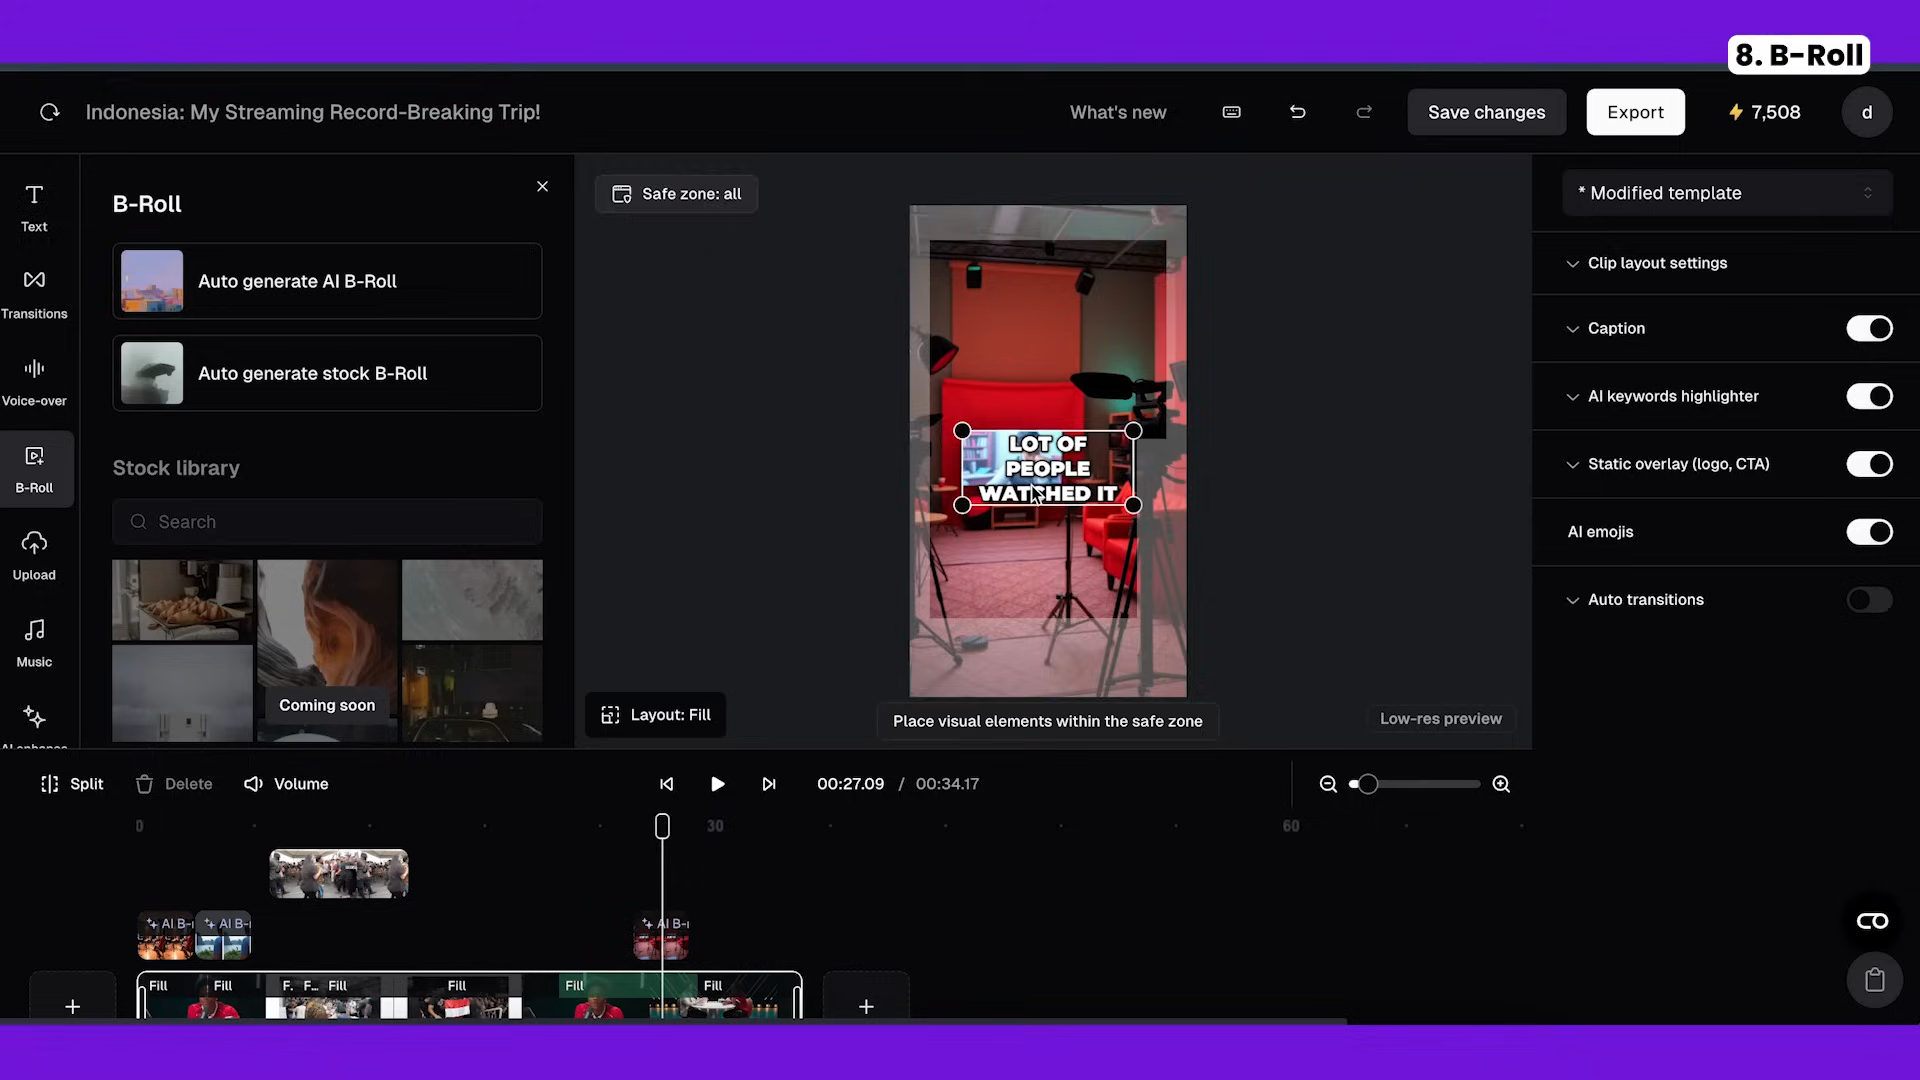 8. B-Roll
Indonesia: My Streaming Record-Breaking Trip!
What's new
Save changes
Export
7,508
d
Text
Transitions
Voice-over
B-Roll
Upload
Music
B-Roll
Auto generate AI B-Roll
Auto generate stock B-Roll
Stock library
Search
Coming soon
Safe zone: all
LOT OF
PEOPLE
WATCHED IT
Layout: Fill
Place visual elements within the safe zone
Low-res preview
* Modified template
Clip layout settings
Caption
AI keywords highlighter
Static overlay (logo, CTA)
AI emojis
Auto transitions
Split
Delete
Volume
00:27.09 / 00:34.17
0
30
60
AI B-
AI B-
AI B-
Fill
Fill
F.
F...
Fill
Fill
Fill
Fill